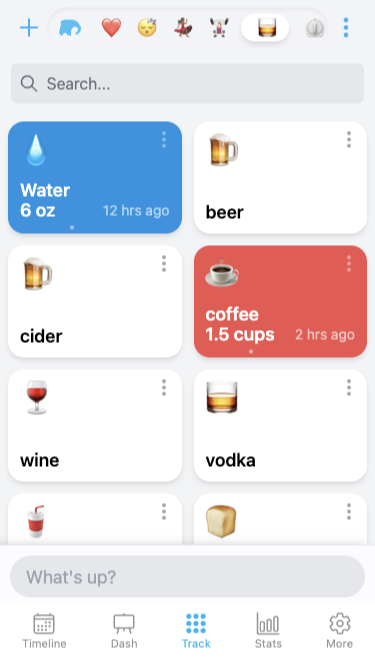 Search...
Water
6 oz
12 hrs ago
beer
cider
coffee
1.5 cups
2 hrs ago
wine
vodka
What's up?
Timeline
Dash
Track
Stats
More